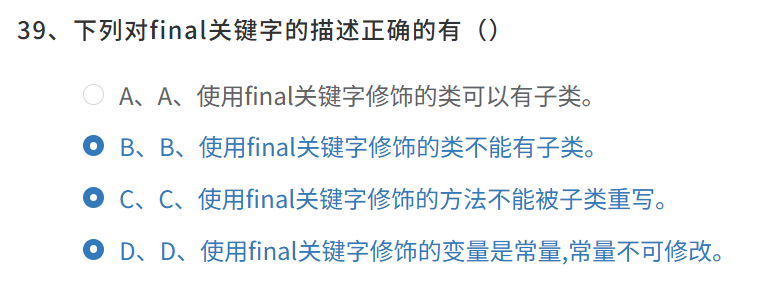 39、下列对final关键字的描述正确的有（）
A、A、使用final关键字修饰的类可以有子类。
B、B、使用final关键字修饰的类不能有子类。
C、C、使用final关键字修饰的方法不能被子类重写。
D、D、使用final关键字修饰的变量是常量,常量不可修改。